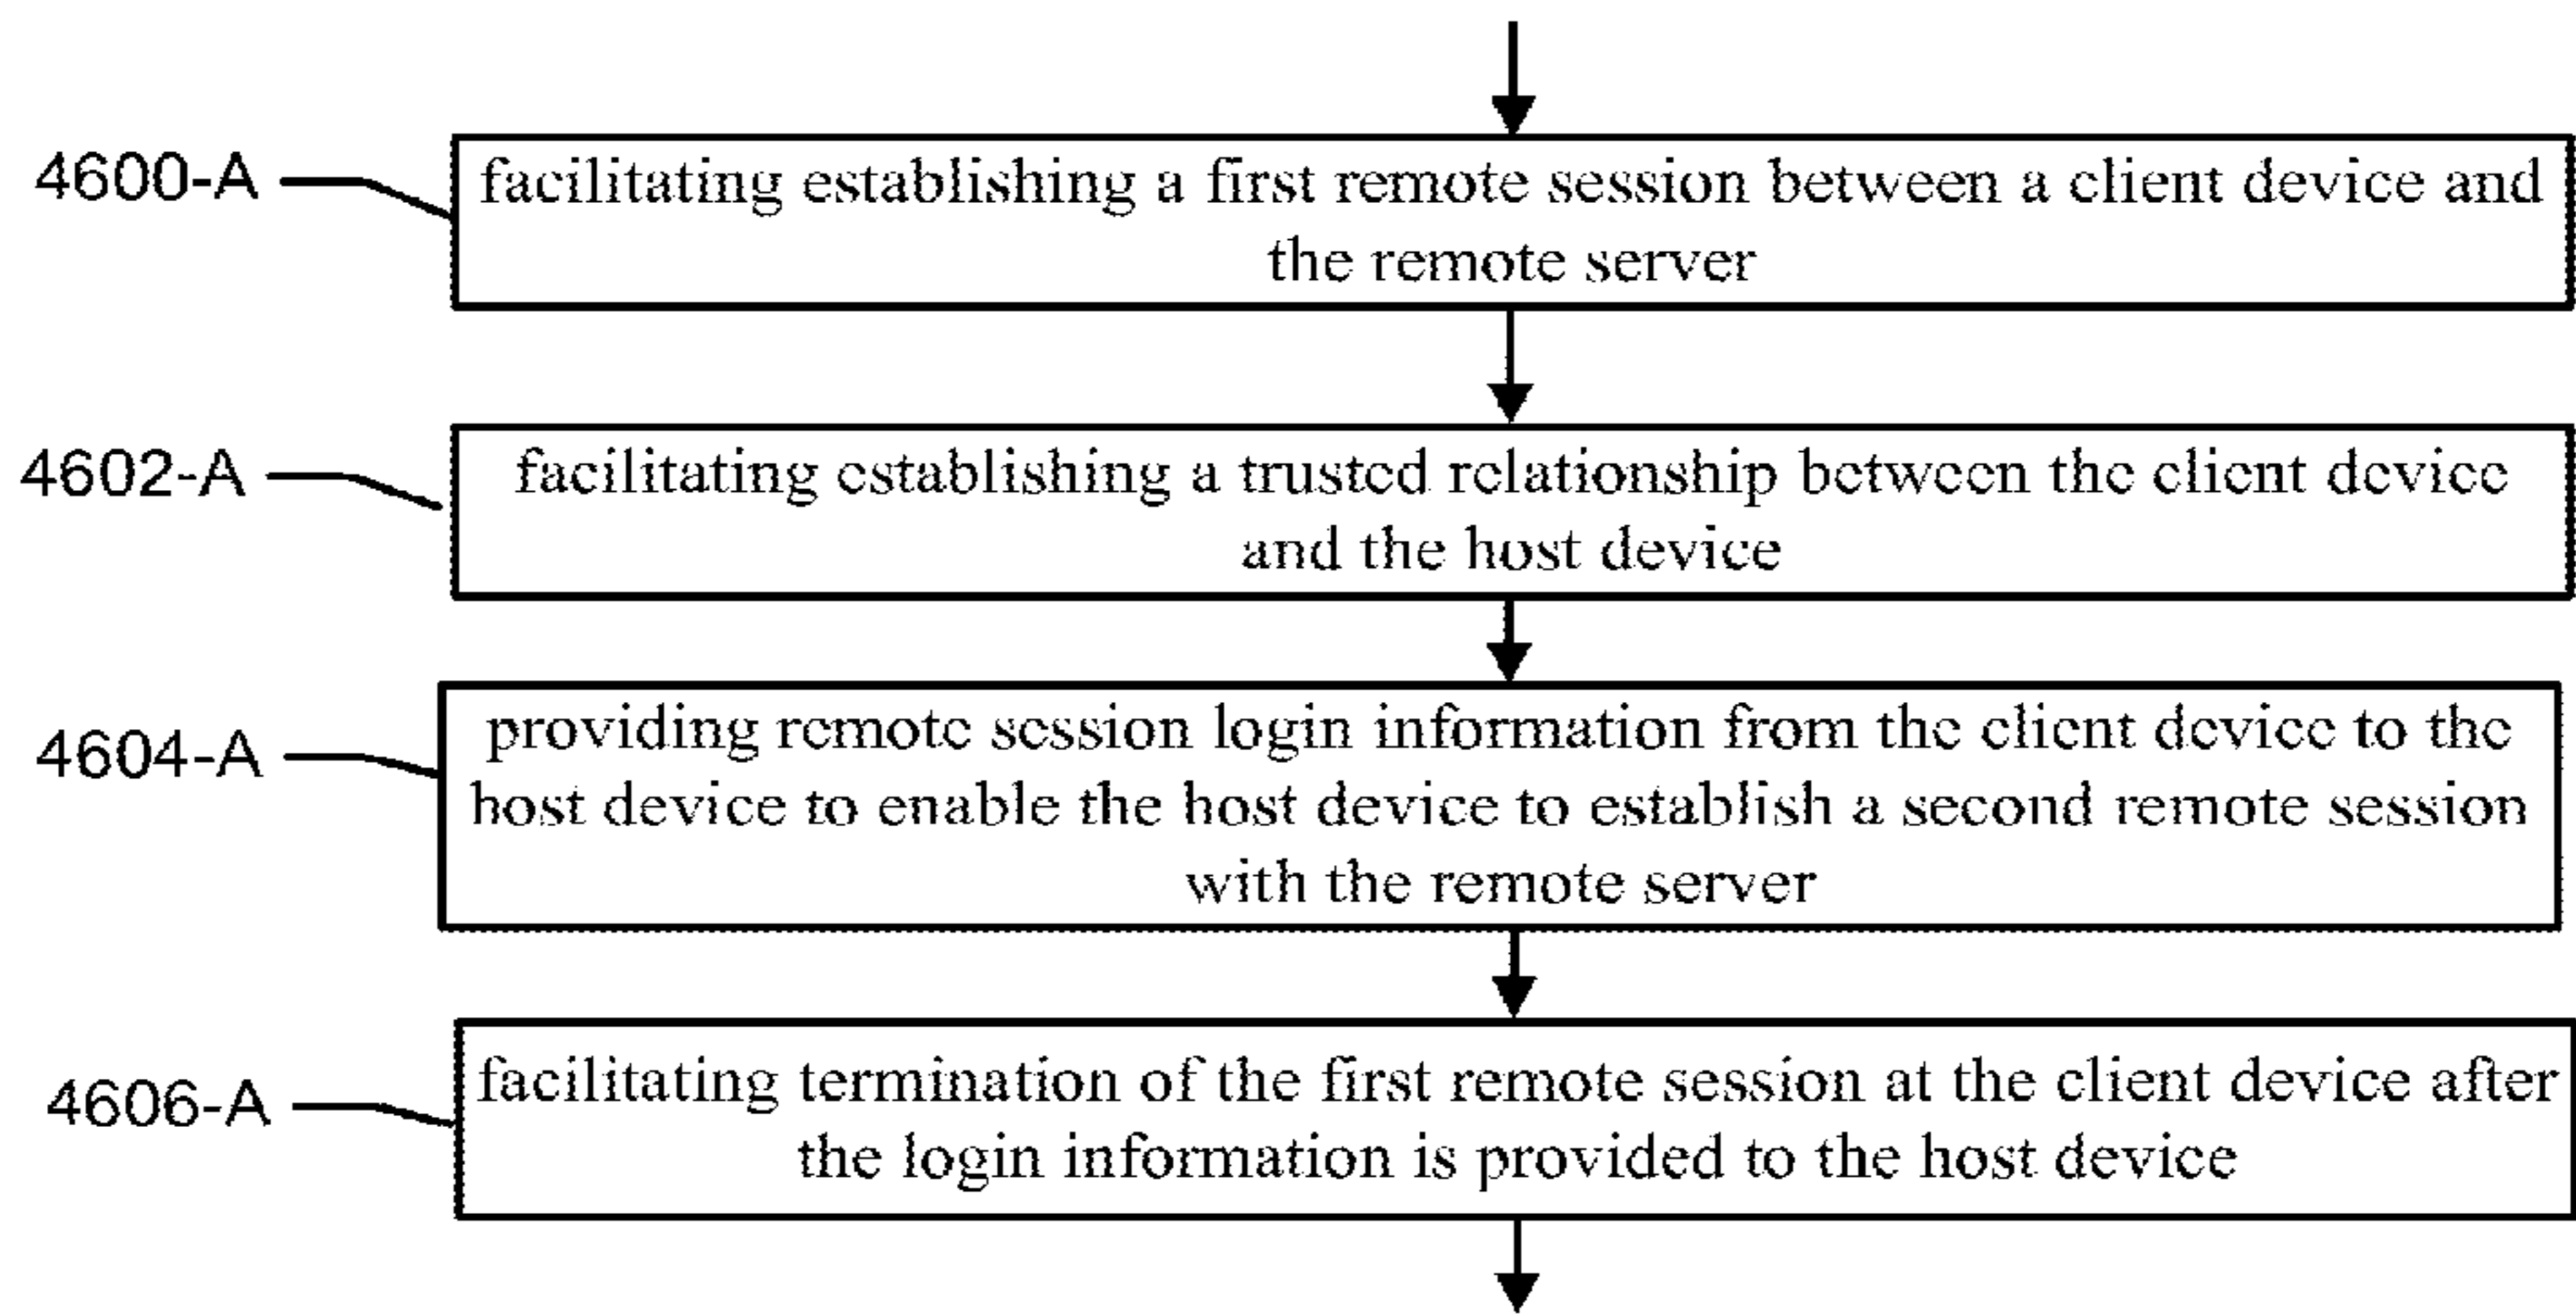 4600-A
facilitating establishing a first remote session between a client device and
the remote server
4602-A
facilitating establishing a trusted relationship between the client device
and the host device
4604-A
providing remote session login information from the client device to the
host device to enable the host device to establish a second remote session
with the remote server
4606-A
facilitating termination of the first remote session at the client device after
the login information is provided to the host device